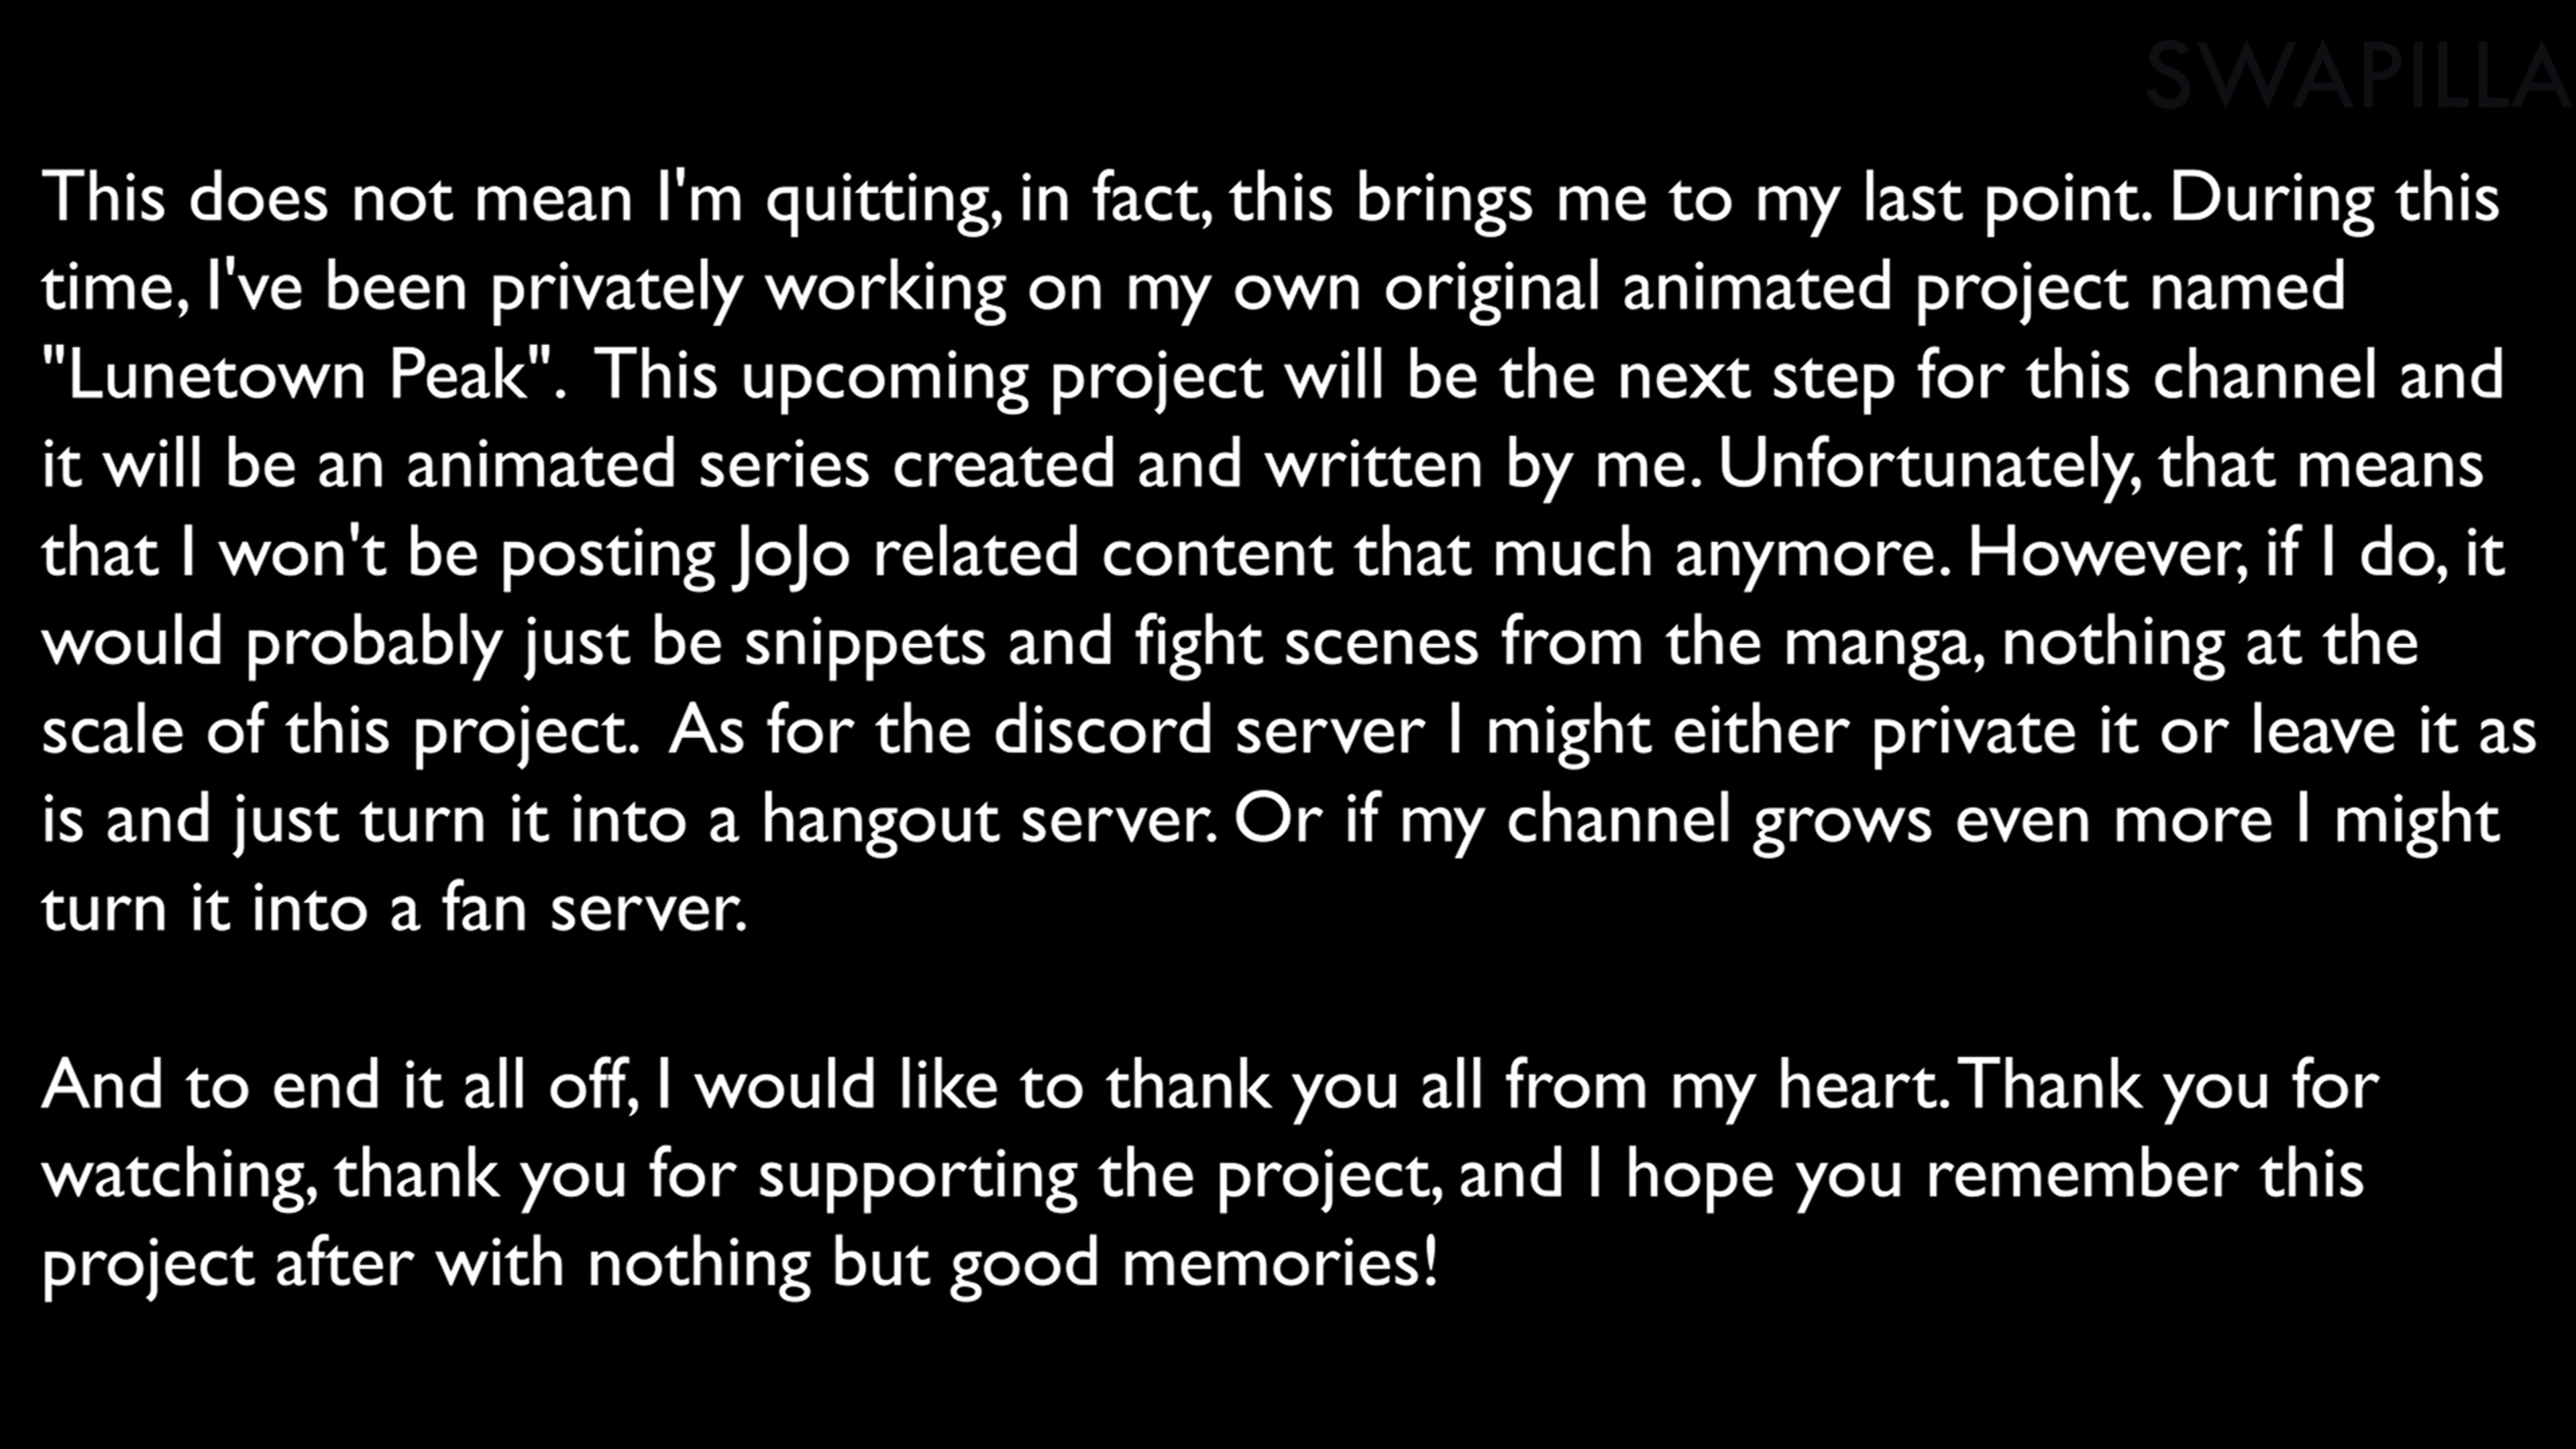 SWAPILLA
This does not mean I'm quitting, in fact, this brings me to my last point. During this
time, I've been privately working on my own original animated project named
"Lunetown Peak".  This upcoming project will be the next step for this channel and
it will be an animated series created and written by me. Unfortunately, that means
that I won't be posting JoJo related content that much anymore. However, if I do, it
would probably just be snippets and fight scenes from the manga, nothing at the
scale of this project.  As for the discord server I might either private it or leave it as
is and just turn it into a hangout server. Or if my channel grows even more I might
turn it into a fan server.
And to end it all off, I would like to thank you all from my heart. Thank you for
watching, thank you for supporting the project, and I hope you remember this
project after with nothing but good memories!